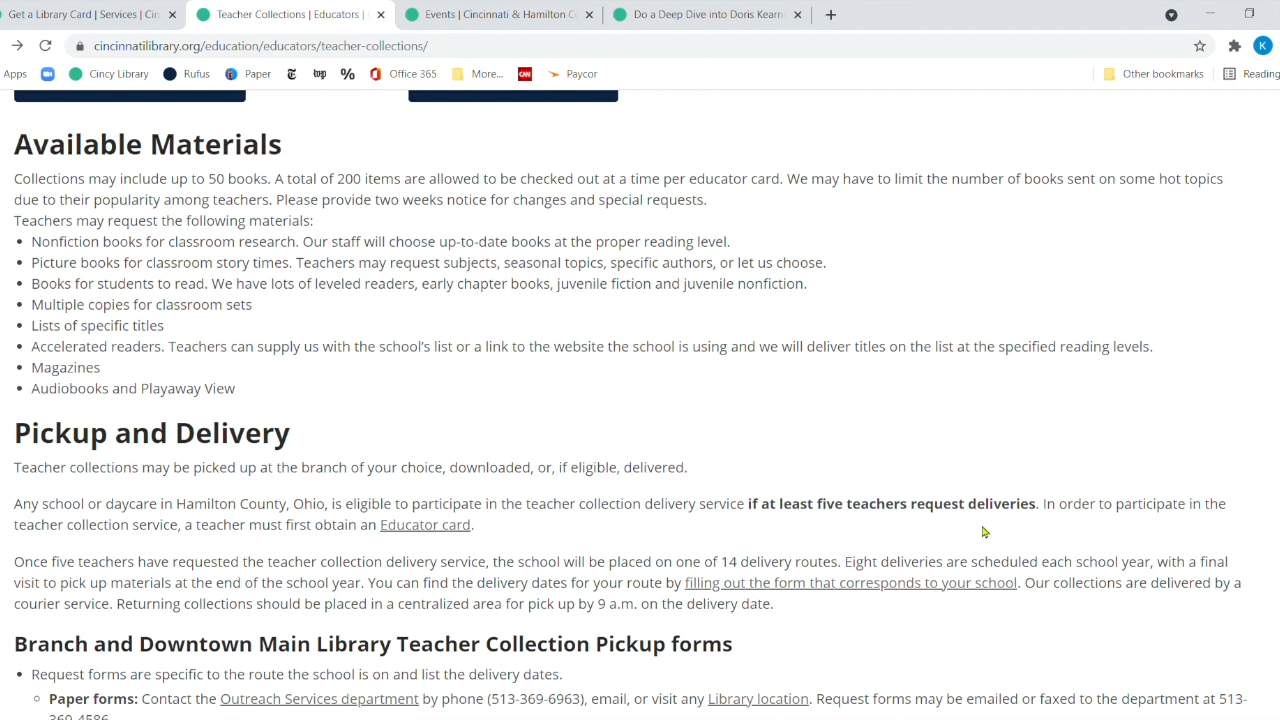 Get a Library Card | Services | Cin
Teacher Collections | Educators |
Events | Cincinnati & Hamilton C
Do a Deep Dive into Doris Kearn
cincinnatilibrary.org/education/educators/teacher-collections/
K
Apps
Cincy Library
Rufus
Paper
wp
%
Office 365
More...
CNN
Paycor
Other bookmarks
Reading
Available Materials
Collections may include up to 50 books. A total of 200 items are allowed to be checked out at a time per educator card. We may have to limit the number of books sent on some hot topics
due to their popularity among teachers. Please provide two weeks notice for changes and special requests.
Teachers may request the following materials:
• Nonfiction books for classroom research. Our staff will choose up-to-date books at the proper reading level.
• Picture books for classroom story times. Teachers may request subjects, seasonal topics, specific authors, or let us choose.
• Books for students to read. We have lots of leveled readers, early chapter books, juvenile fiction and juvenile nonfiction.
• Multiple copies for classroom sets
• Lists of specific titles
• Accelerated readers. Teachers can supply us with the school's list or a link to the website the school is using and we will deliver titles on the list at the specified reading levels.
• Magazines
• Audiobooks and Playaway View
Pickup and Delivery
Teacher collections may be picked up at the branch of your choice, downloaded, or, if eligible, delivered.
Any school or daycare in Hamilton County, Ohio, is eligible to participate in the teacher collection delivery service if at least five teachers request deliveries. In order to participate in the
teacher collection service, a teacher must first obtain an Educator card.
Once five teachers have requested the teacher collection delivery service, the school will be placed on one of 14 delivery routes. Eight deliveries are scheduled each school year, with a final
visit to pick up materials at the end of the school year. You can find the delivery dates for your route by filling out the form that corresponds to your school. Our collections are delivered by a
courier service. Returning collections should be placed in a centralized area for pick up by 9 a.m. on the delivery date.
Branch and Downtown Main Library Teacher Collection Pickup forms
• Request forms are specific to the route the school is on and list the delivery dates.
◦ Paper forms: Contact the Outreach Services department by phone (513-369-6963), email, or visit any Library location. Request forms may be emailed or faxed to the department at 513-
369-4586